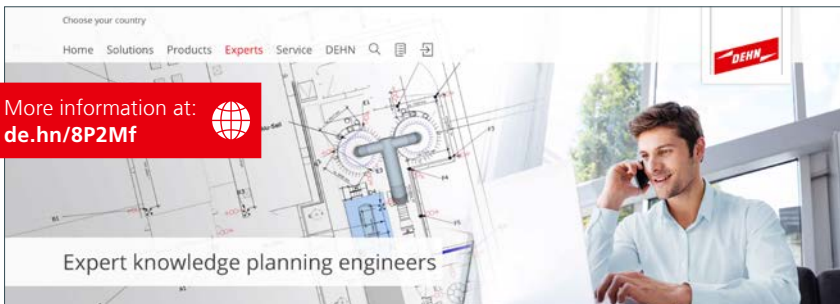 Choose your country
Home Solutions Products Experts Service DEHN
DEHN
More information at:
de.hn/8P2Mf
Expert knowledge planning engineers